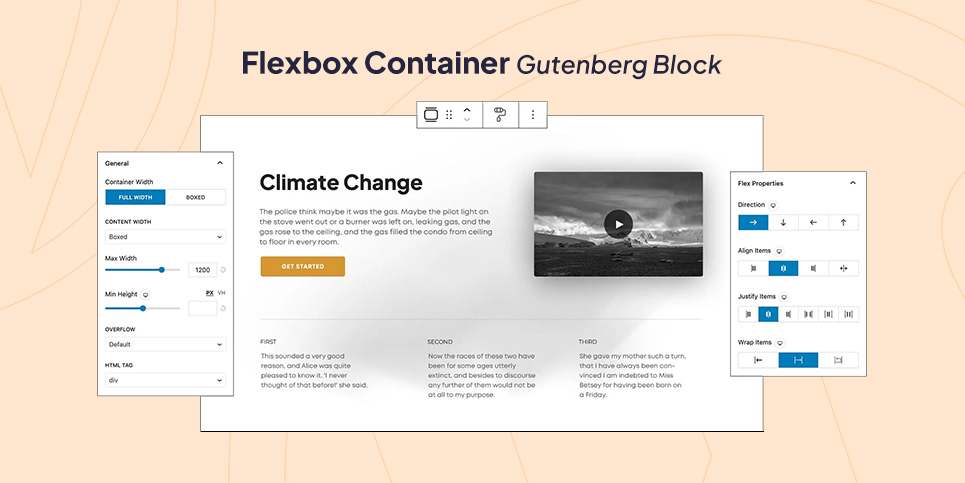 Flexbox Container Gutenberg Block
General
Container Width
FULL WIDTH BOXED
CONTENT WIDTH
Boxed
Max Width
1200
Min Height PX VH
OVERFLOW
Default
HTML TAG
div
Climate Change
The police think maybe it was the gas. Maybe the pilot light on
the stove went out or a burner was left on, leaking gas, and the
gas rose to the ceiling, and the gas filled the condo from ceiling
to floor in every room.
GET STARTED
FIRST
This sounded a very good
reason, and Alice was quite
pleased to know it. 'I never
thought of that before!' she said.
SECOND
Now the races of these two have
been for some ages utterly
extinct, and besides to discourse
any further of them would not be
at all to my purpose.
THIRD
She gave my mother such a turn,
that I have always been con-
vinced I am indebted to Miss
Betsey for having been born on
a Friday.
Flex Properties
Direction
Align Items
Justify Items
Wrap Items